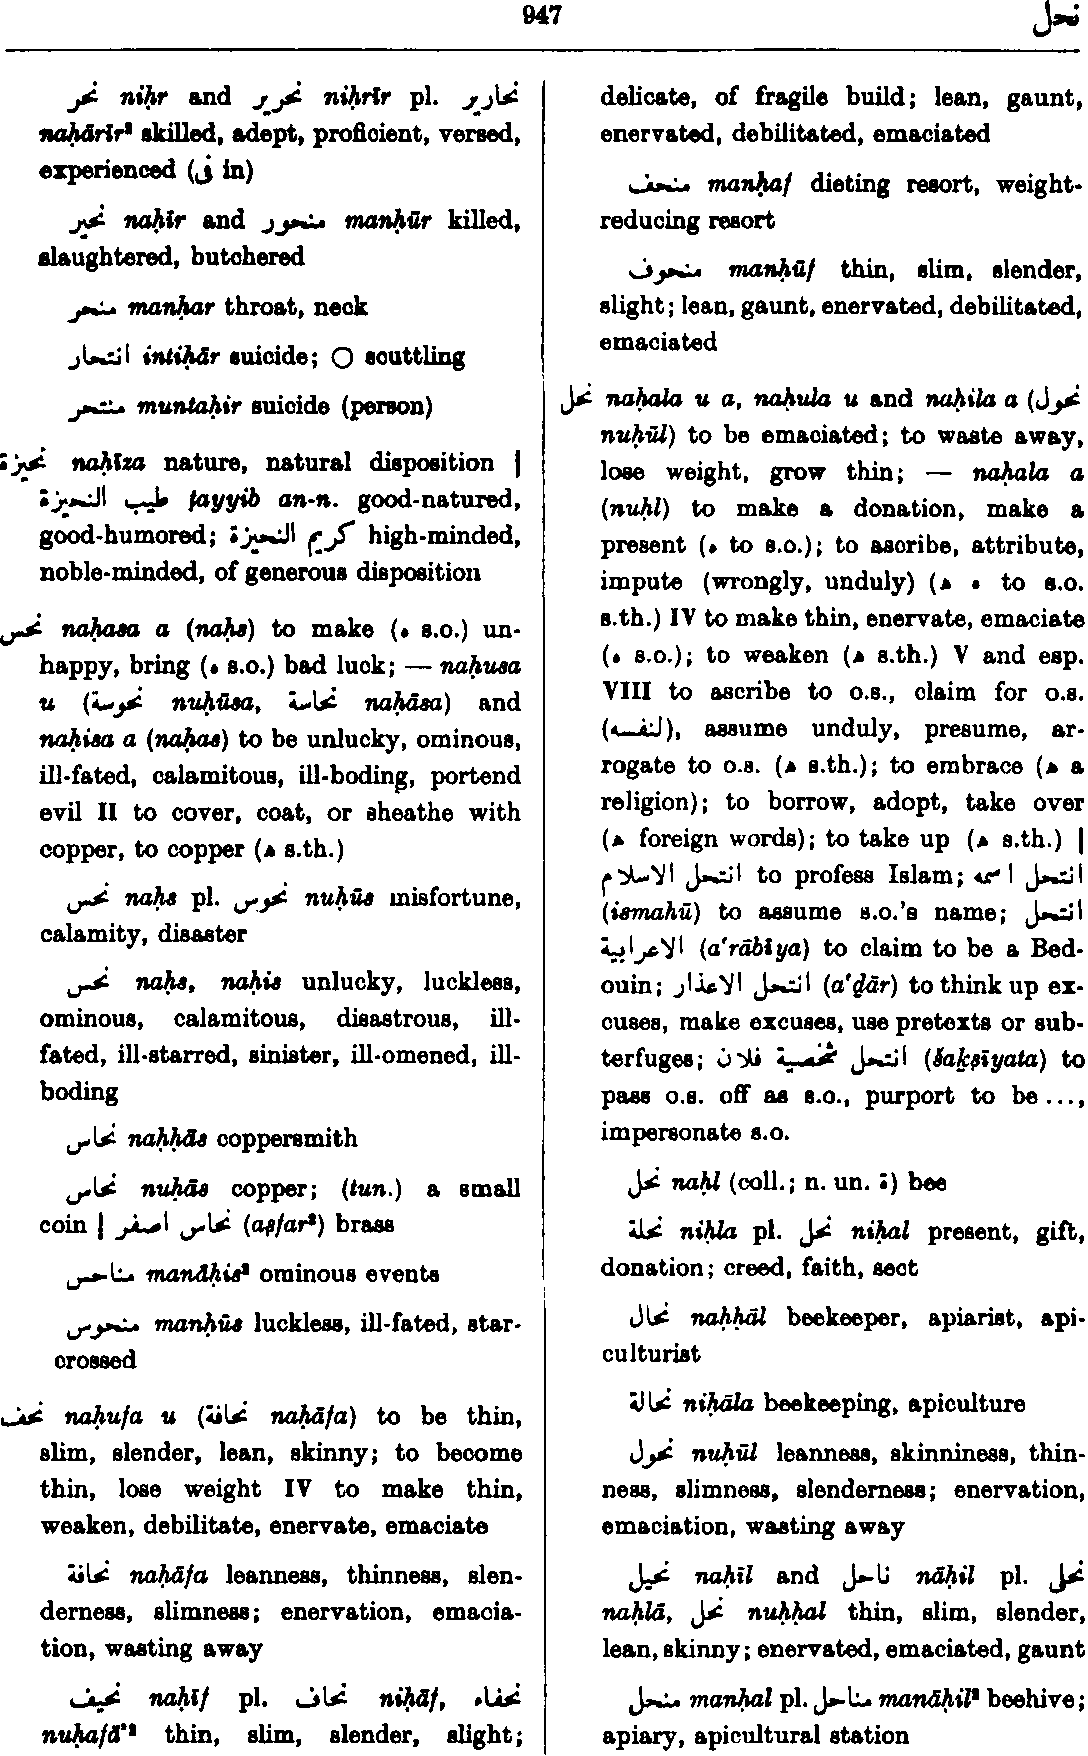 947
نحل
نحر niḥr and نحرير niḥrīr pl. نحارير
naḥārīr² skilled, adept, proficient, versed,
experienced (فى in)
نحير naḥīr and منحور manḥūr killed,
slaughtered, butchered
منحر manḥar throat, neck
انتحار intiḥār suicide; ○ scuttling
منتحر muntaḥir suicide (person)
نحيزة naḥīza nature, natural disposition |
طيب النحيزة ṭayyib an-n. good-natured,
good-humored; كريم النحيزة high-minded,
noble-minded, of generous disposition
نحس naḥasa a (naḥs) to make (ه s.o.) un-
happy, bring (ه s.o.) bad luck; — naḥusa
u (نحوسة nuḥūsa, نحاسة naḥāsa) and
naḥisa a (naḥas) to be unlucky, ominous,
ill-fated, calamitous, ill-boding, portend
evil II to cover, coat, or sheathe with
copper, to copper (ه s.th.)
نحس naḥs pl. نحوس nuḥūs misfortune,
calamity, disaster
نحس naḥs, naḥis unlucky, luckless,
ominous, calamitous, disastrous, ill-
fated, ill-starred, sinister, ill-omened, ill-
boding
نحاس naḥḥās coppersmith
نحاس nuḥās copper; (tun.) a small
coin | نحاس اصفر (aṣfar²) brass
مناحس manāḥis² ominous events
منحوس manḥūs luckless, ill-fated, star-
crossed
نحف naḥufa u (نحافة naḥāfa) to be thin,
slim, slender, lean, skinny; to become
thin, lose weight IV to make thin,
weaken, debilitate, enervate, emaciate
نحافة naḥāfa leanness, thinness, slen-
derness, slimness; enervation, emacia-
tion, wasting away
نحيف naḥīf pl. نحاف niḥāf, نحفاء
nuḥafā'² thin, slim, slender, slight;
delicate, of fragile build; lean, gaunt,
enervated, debilitated, emaciated
منحف manḥaf dieting resort, weight-
reducing resort
منحوف manḥūf thin, slim, slender,
slight; lean, gaunt, enervated, debilitated,
emaciated
نحل naḥala u a, naḥula u and naḥila a (نحول
nuḥūl) to be emaciated; to waste away,
lose weight, grow thin; — naḥala a
(nuḥl) to make a donation, make a
present (ه to s.o.); to ascribe, attribute,
impute (wrongly, unduly) (ه ه to s.o.
s.th.) IV to make thin, enervate, emaciate
(ه s.o.); to weaken (ه s.th.) V and esp.
VIII to ascribe to o.s., claim for o.s.
(لنفسه), assume unduly, presume, ar-
rogate to o.s. (ه s.th.); to embrace (ه a
religion); to borrow, adopt, take over
(ه foreign words); to take up (ه s.th.) |
انتحل الاسلام to profess Islam; انتحل اسمه
(ismahū) to assume s.o.'s name; انتحل
الاعرابية (a'rābīya) to claim to be a Bed-
ouin; انتحل الاعذار (a'ḏār) to think up ex-
cuses, make excuses, use pretexts or sub-
terfuges; انتحل شخصية فلان (šaḵṣīyata) to
pass o.s. off as s.o., purport to be ...,
impersonate s.o.
نحل naḥl (coll.; n. un. ة) bee
نحلة niḥla pl. نحل niḥal present, gift,
donation; creed, faith, sect
نحال naḥḥāl beekeeper, apiarist, api-
culturist
نحالة niḥāla beekeeping, apiculture
نحول nuḥūl leanness, skinniness, thin-
ness, slimness, slenderness; enervation,
emaciation, wasting away
نحيل naḥīl and ناحل nāḥil pl. نحلى
naḥlā, نحل nuḥḥal thin, slim, slender,
lean, skinny; enervated, emaciated, gaunt
منحل manḥal pl. مناحل manāḥil² beehive;
apiary, apicultural station